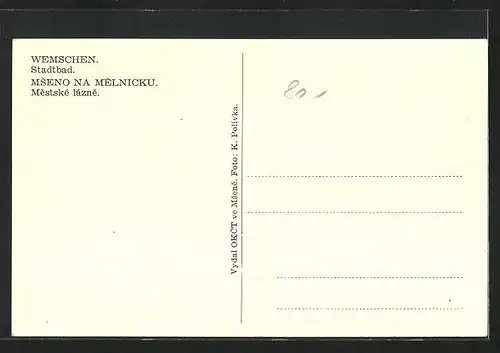 WEMSCHEN.
Stadtbad.
MŠENO NA MĚLNICKU.
Městské lázně.
Vydal OKČT ve Mšeně. Foto: K. Polívka.
80,-